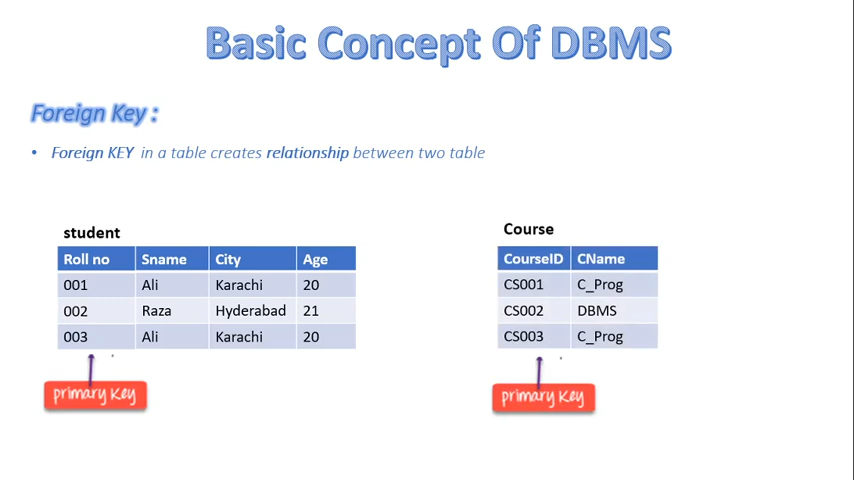 Basic Concept Of DBMS
Foreign Key :
• Foreign KEY in a table creates relationship between two table
student
Roll no Sname City Age
001 Ali Karachi 20
002 Raza Hyderabad 21
003 Ali Karachi 20
primary Key
Course
CourseID CName
CS001 C_Prog
CS002 DBMS
CS003 C_Prog
primary Key